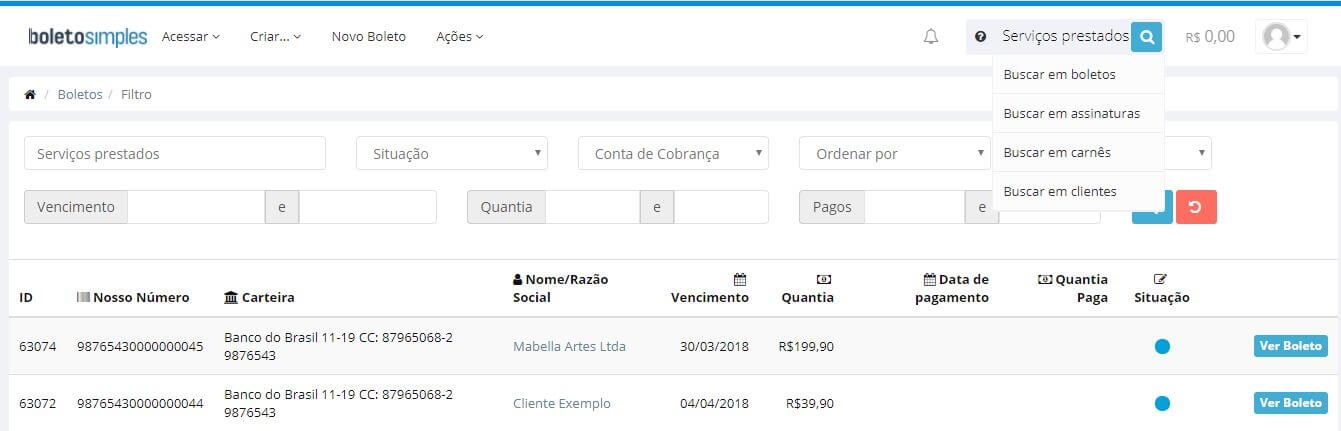 boletosimples Acessar Criar... Novo Boleto Ações Serviços prestados R$ 0,00
Buscar em boletos
Buscar em assinaturas
Buscar em carnês
Buscar em clientes
/ Boletos / Filtro
Serviços prestados Situação Conta de Cobrança Ordenar por
Vencimento e Quantia e Pagos e
ID Nosso Número Carteira Nome/Razão Social Vencimento Quantia Data de pagamento Quantia Paga Situação
63074 98765430000000045 Banco do Brasil 11-19 CC: 87965068-2 9876543 Mabella Artes Ltda 30/03/2018 R$199,90 Ver Boleto
63072 98765430000000044 Banco do Brasil 11-19 CC: 87965068-2 9876543 Cliente Exemplo 04/04/2018 R$39,90 Ver Boleto